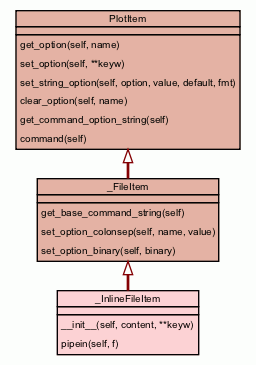 PlotItem
get_option(self, name)
set_option(self, **keyw)
set_string_option(self, option, value, default, fmt)
clear_option(self, name)
get_command_option_string(self)
command(self)
_FileItem
get_base_command_string(self)
set_option_colonsep(self, name, value)
set_option_binary(self, binary)
_InlineFileItem
__init__(self, content, **keyw)
pipein(self, f)